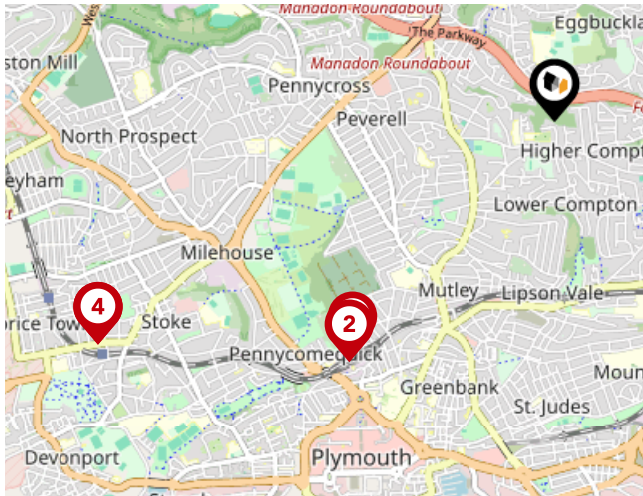 Manadon Roundabout
Eggbuckla
The Parkway
ston Mill
Manadon Roundabout
Pennycross
Peverell
North Prospect
Higher Compt
eyham
Lower Compton
Milehouse
Mutley
Lipson Vale
4
orice Tow
Stoke
2
Pennycomequick
Greenbank
Moun
St. Judes
Devonport
Plymouth